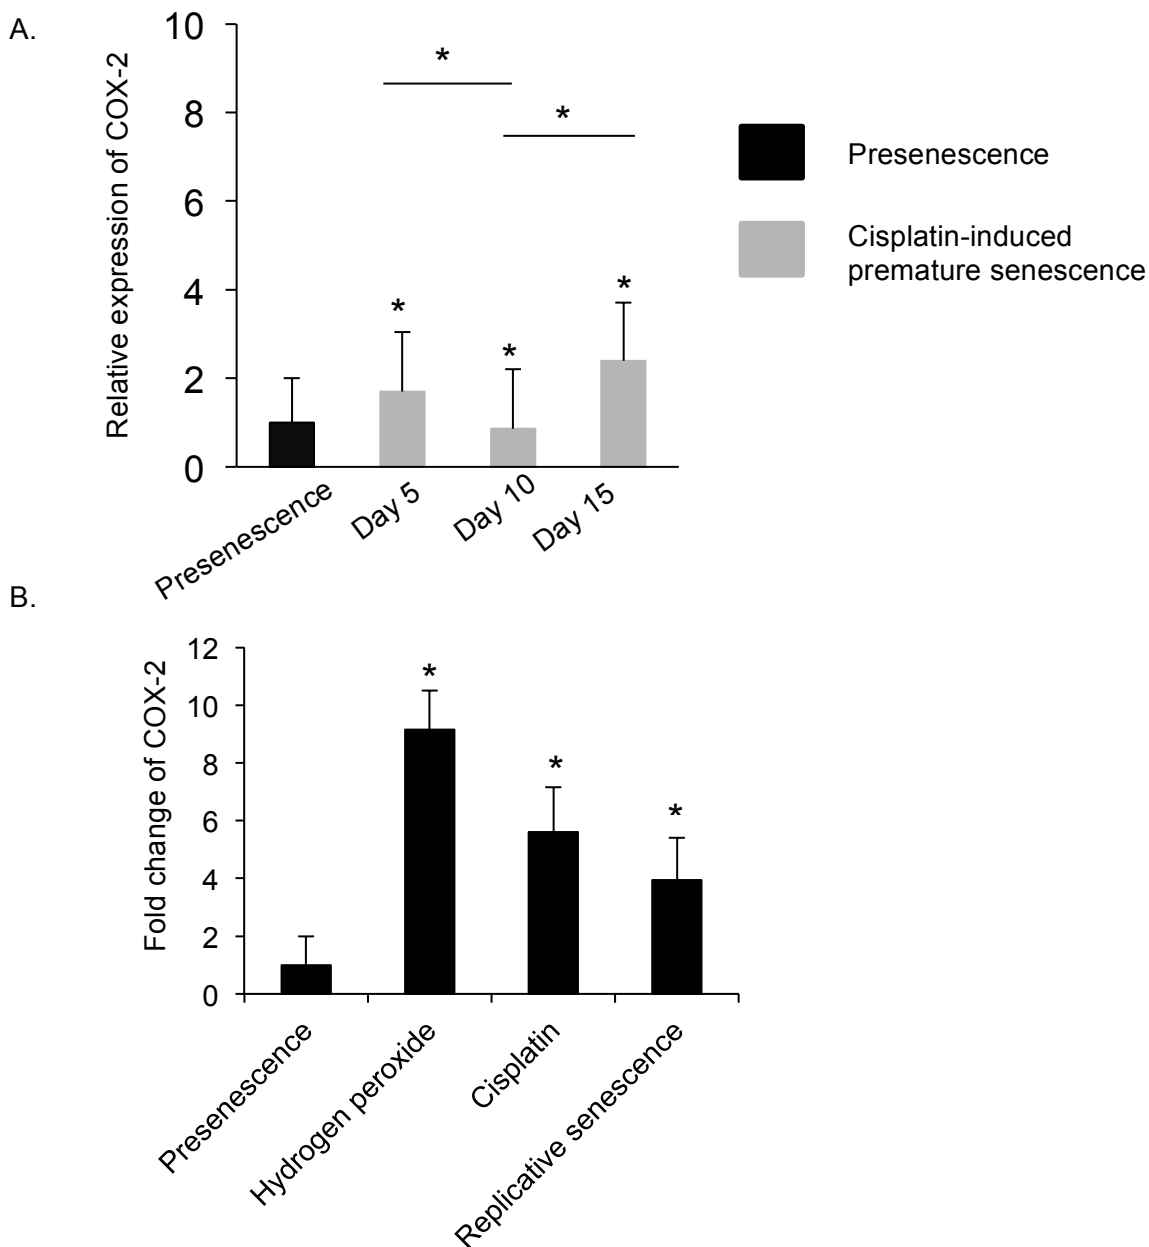 A.
Relative expression of COX-2
10
8
6
4
2
0
*
*
*
*
*
Presenescence
Day 5
Day 10
Day 15
Presenescence
Cisplatin-induced
premature senescence
B.
Fold change of COX-2
12
10
8
6
4
2
0
*
*
*
Presenescence
Hydrogen peroxide
Cisplatin
Replicative senescence